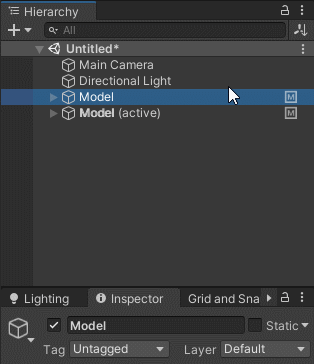 Hierarchy
All
Untitled*
Main Camera
Directional Light
Model M
Model (active) M
Lighting Inspector Grid and Sna
Model Static
Tag Untagged Layer Default